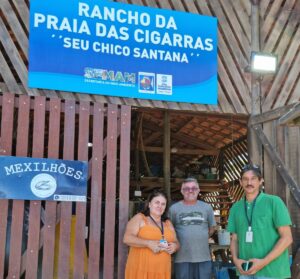 RANCHO DA
PRAIA DAS CIGARRAS
"SEU CHICO SANTANA"
SEMAM
MEXILHÕES